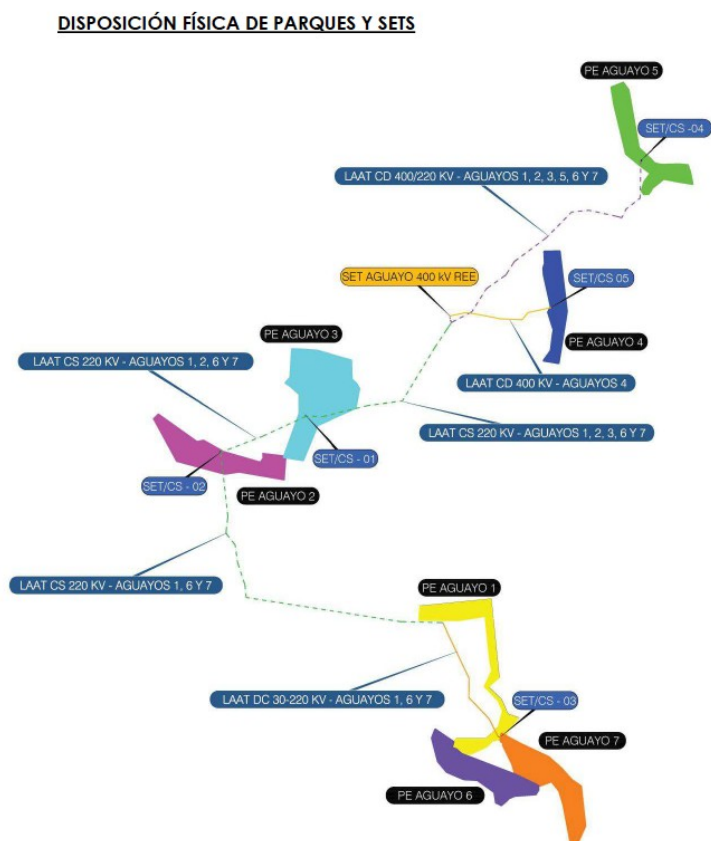 DISPOSICIÓN FÍSICA DE PARQUES Y SETS
PE AGUAYO 5
SET/CS -04
LAAT CD 400/220 KV - AGUAYOS 1, 2, 3, 5, 6 Y 7
SET AGUAYO 400 kV REE
SET/CS 05
PE AGUAYO 3
PE AGUAYO 4
LAAT CS 220 KV - AGUAYOS 1, 2, 6 Y 7
LAAT CD 400 KV - AGUAYOS 4
LAAT CS 220 KV - AGUAYOS 1, 2, 3, 6 Y 7
SET/CS - 01
SET/CS - 02
PE AGUAYO 2
LAAT CS 220 KV - AGUAYOS 1, 6 Y 7
PE AGUAYO 1
LAAT DC 30-220 KV - AGUAYOS 1, 6 Y 7
SET/CS - 03
PE AGUAYO 7
PE AGUAYO 6